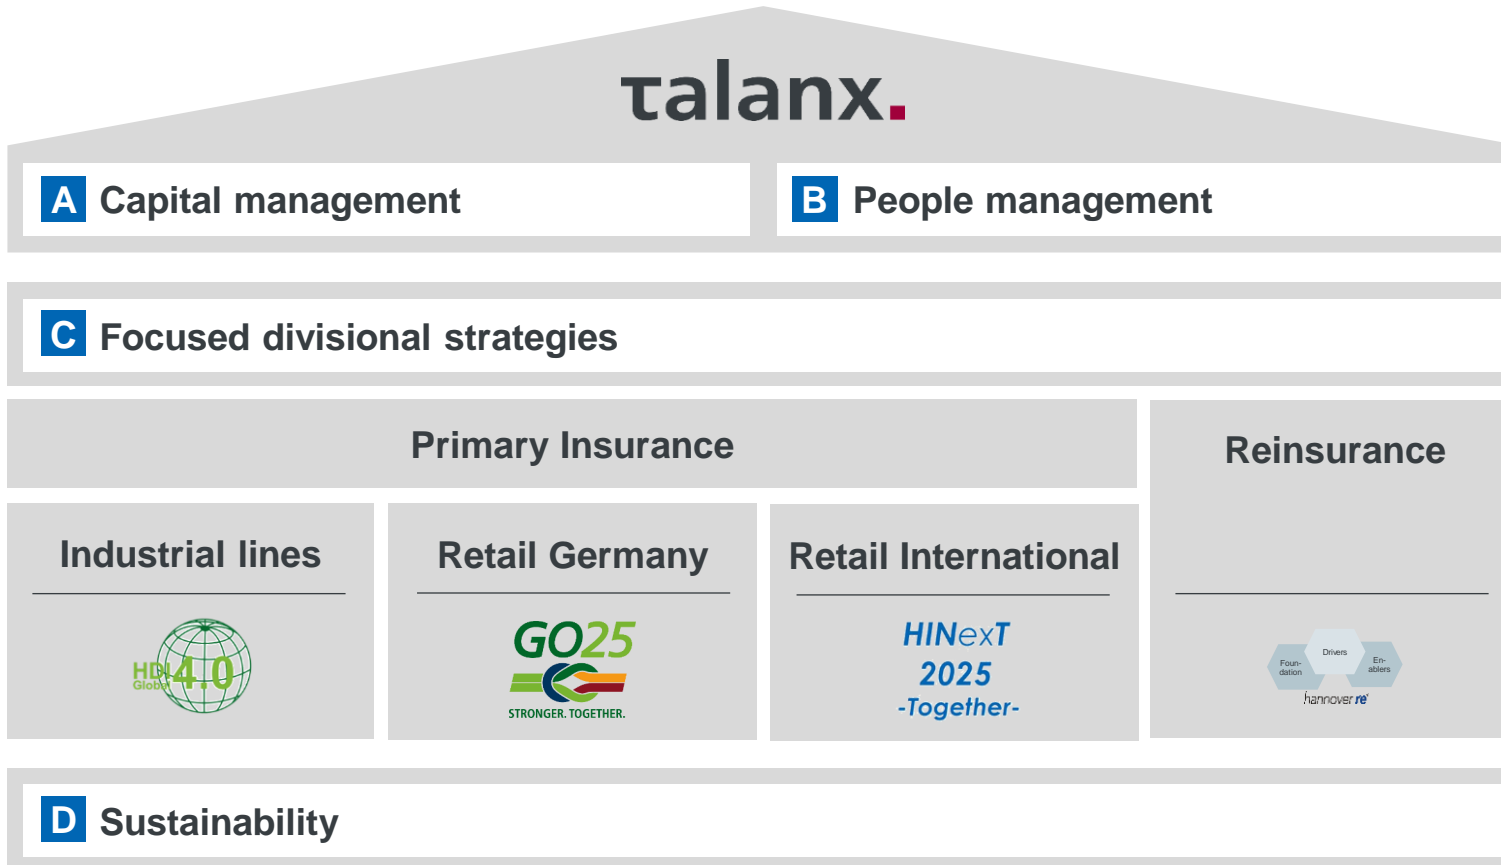 talanx.
A Capital management
B People management
C Focused divisional strategies
Primary Insurance
Reinsurance
Industrial lines
HDI
Global
4.0
Retail Germany
GO25
STRONGER. TOGETHER.
Retail International
HINexT
2025
-Together-
Foun-
dation
Drivers
En-
ablers
hannover re
D Sustainability